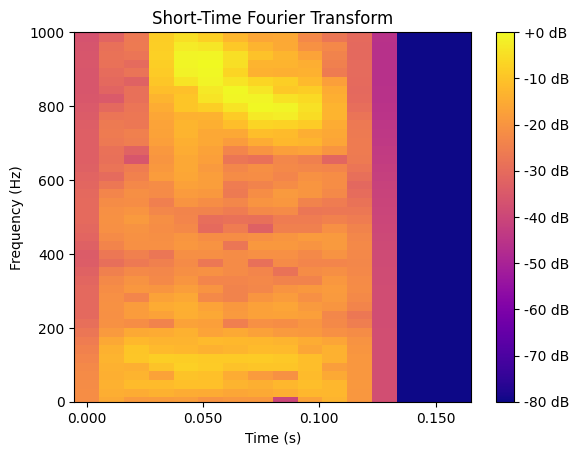 Short-Time Fourier Transform
Frequency (Hz)
1000
800
600
400
200
0
0.000
0.050
0.100
0.150
Time (s)
+0 dB
-10 dB
-20 dB
-30 dB
-40 dB
-50 dB
-60 dB
-70 dB
-80 dB